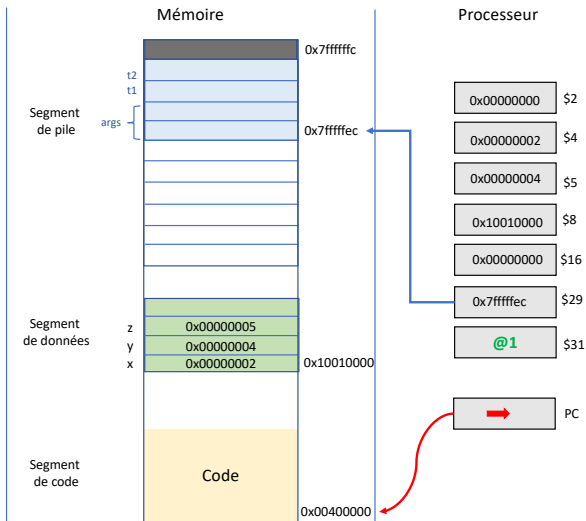 Mémoire
Processeur
0x7ffffffc
t2
t1
args
Segment
de pile
0x7fffffec
0x00000000 $2
0x00000002 $4
0x00000004 $5
0x10010000 $8
0x00000000 $16
0x7fffffec $29
@1 $31
PC
Segment
de données
z 0x00000005
y 0x00000004
x 0x00000002 0x10010000
Segment
de code
Code
0x00400000